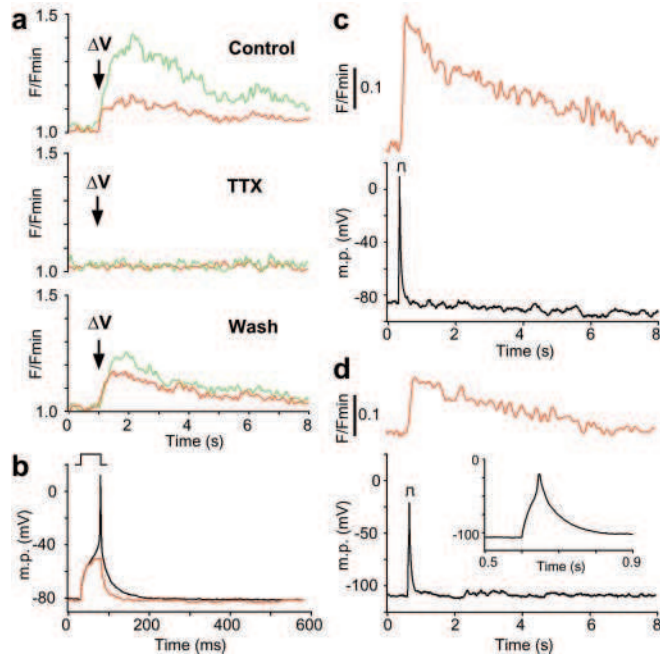 a
1.5
F/Fmin
1.0
ΔV
Control
1.5
F/Fmin
1.0
ΔV
TTX
1.5
F/Fmin
1.0
ΔV
Wash
0 2 4 6 8
Time (s)
b
0
-40
-80
m.p. (mV)
0 200 400 600
Time (ms)
c
F/Fmin
0.1
0
-40
-80
m.p. (mV)
0 2 4 6 8
Time (s)
d
F/Fmin
0.1
0
-50
-100
m.p. (mV)
0
-100
0.5 0.9
Time (s)
0 2 4 6 8
Time (s)